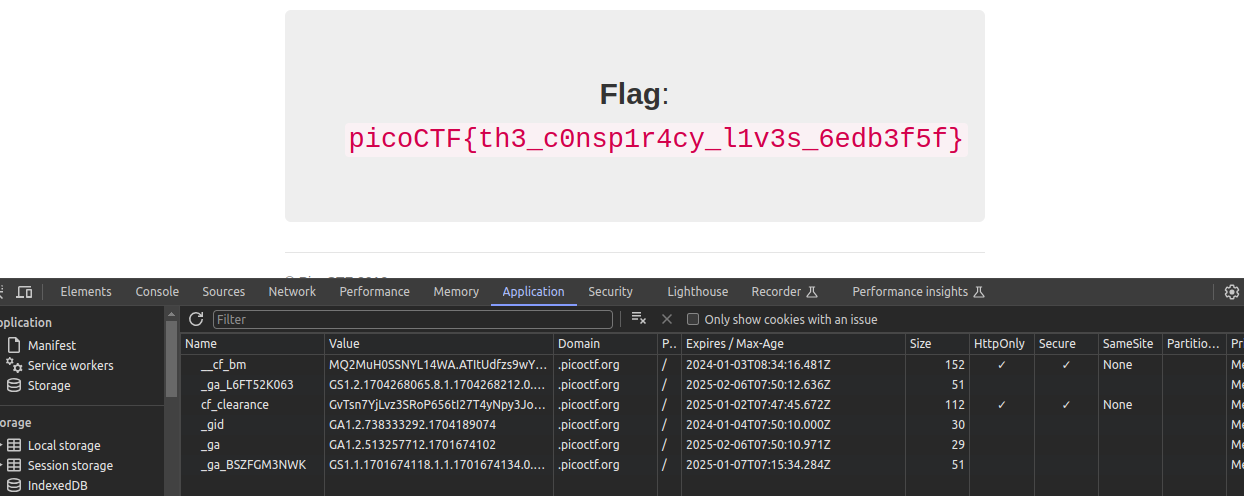 Flag:
picoCTF{th3_c0nsp1r4cy_l1v3s_6edb3f5f}
Elements Console Sources Network Performance Memory Application Security Lighthouse Recorder Performance insights
pplication
Manifest
Service workers
Storage
orage
Local storage
Session storage
IndexedDB
Filter Only show cookies with an issue
Name Value Domain P.. Expires / Max-Age Size HttpOnly Secure SameSite Partitio... Pr
__cf_bm MQ2MuH0SSNYL14WA.ATItUdfzs9wY... .picoctf.org / 2024-01-03T08:34:16.481Z 152 ✓ ✓ None Me
_ga_L6FT52K063 GS1.2.1704268065.8.1.1704268212.0.... .picoctf.org / 2025-02-06T07:50:12.636Z 51 Me
cf_clearance GvTsn7YjLvz3SRoP656tI27T4yNpy3Jo... .picoctf.org / 2025-01-02T07:47:45.672Z 112 ✓ ✓ None Me
_gid GA1.2.738333292.1704189074 .picoctf.org / 2024-01-04T07:50:10.000Z 30 Me
_ga GA1.2.513257712.1701674102 .picoctf.org / 2025-02-06T07:50:10.971Z 29 Me
_ga_BSZFGM3NWK GS1.1.1701674118.1.1.1701674134.0.... .picoctf.org / 2025-01-07T07:15:34.284Z 51 Me